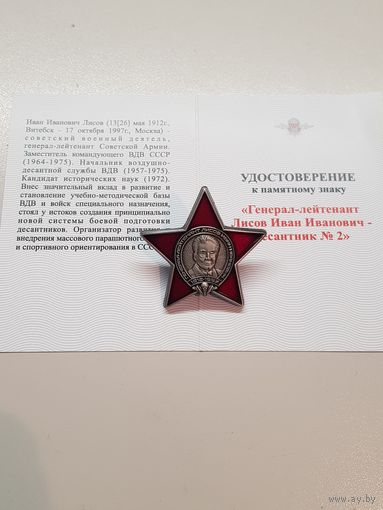 Иван Иванович Лисов (13[26] мая 1912г.,
Витебск - 17 октября 1997г., Москва) -
советский военный деятель,
генерал-лейтенант Советской Армии.
Заместитель командующего ВДВ СССР
(1964-1975). Начальник воздушно-
десантной службы ВДВ (1957-1975).
Кандидат исторических наук (1972).
Внес значительный вклад в развитие и
становление учебно-методической базы
ВДВ и войск специального назначения,
стоял у истоков создания принципиально
новой системы боевой подготовки
десантников. Организатор
внедрения массового парашютного
и спортивного ориентирования в
УДОСТОВЕРЕНИЕ
к памятному знаку
«Генерал-лейтенант
Лисов Иван Иванович -
десантник № 2»
www.ay.by